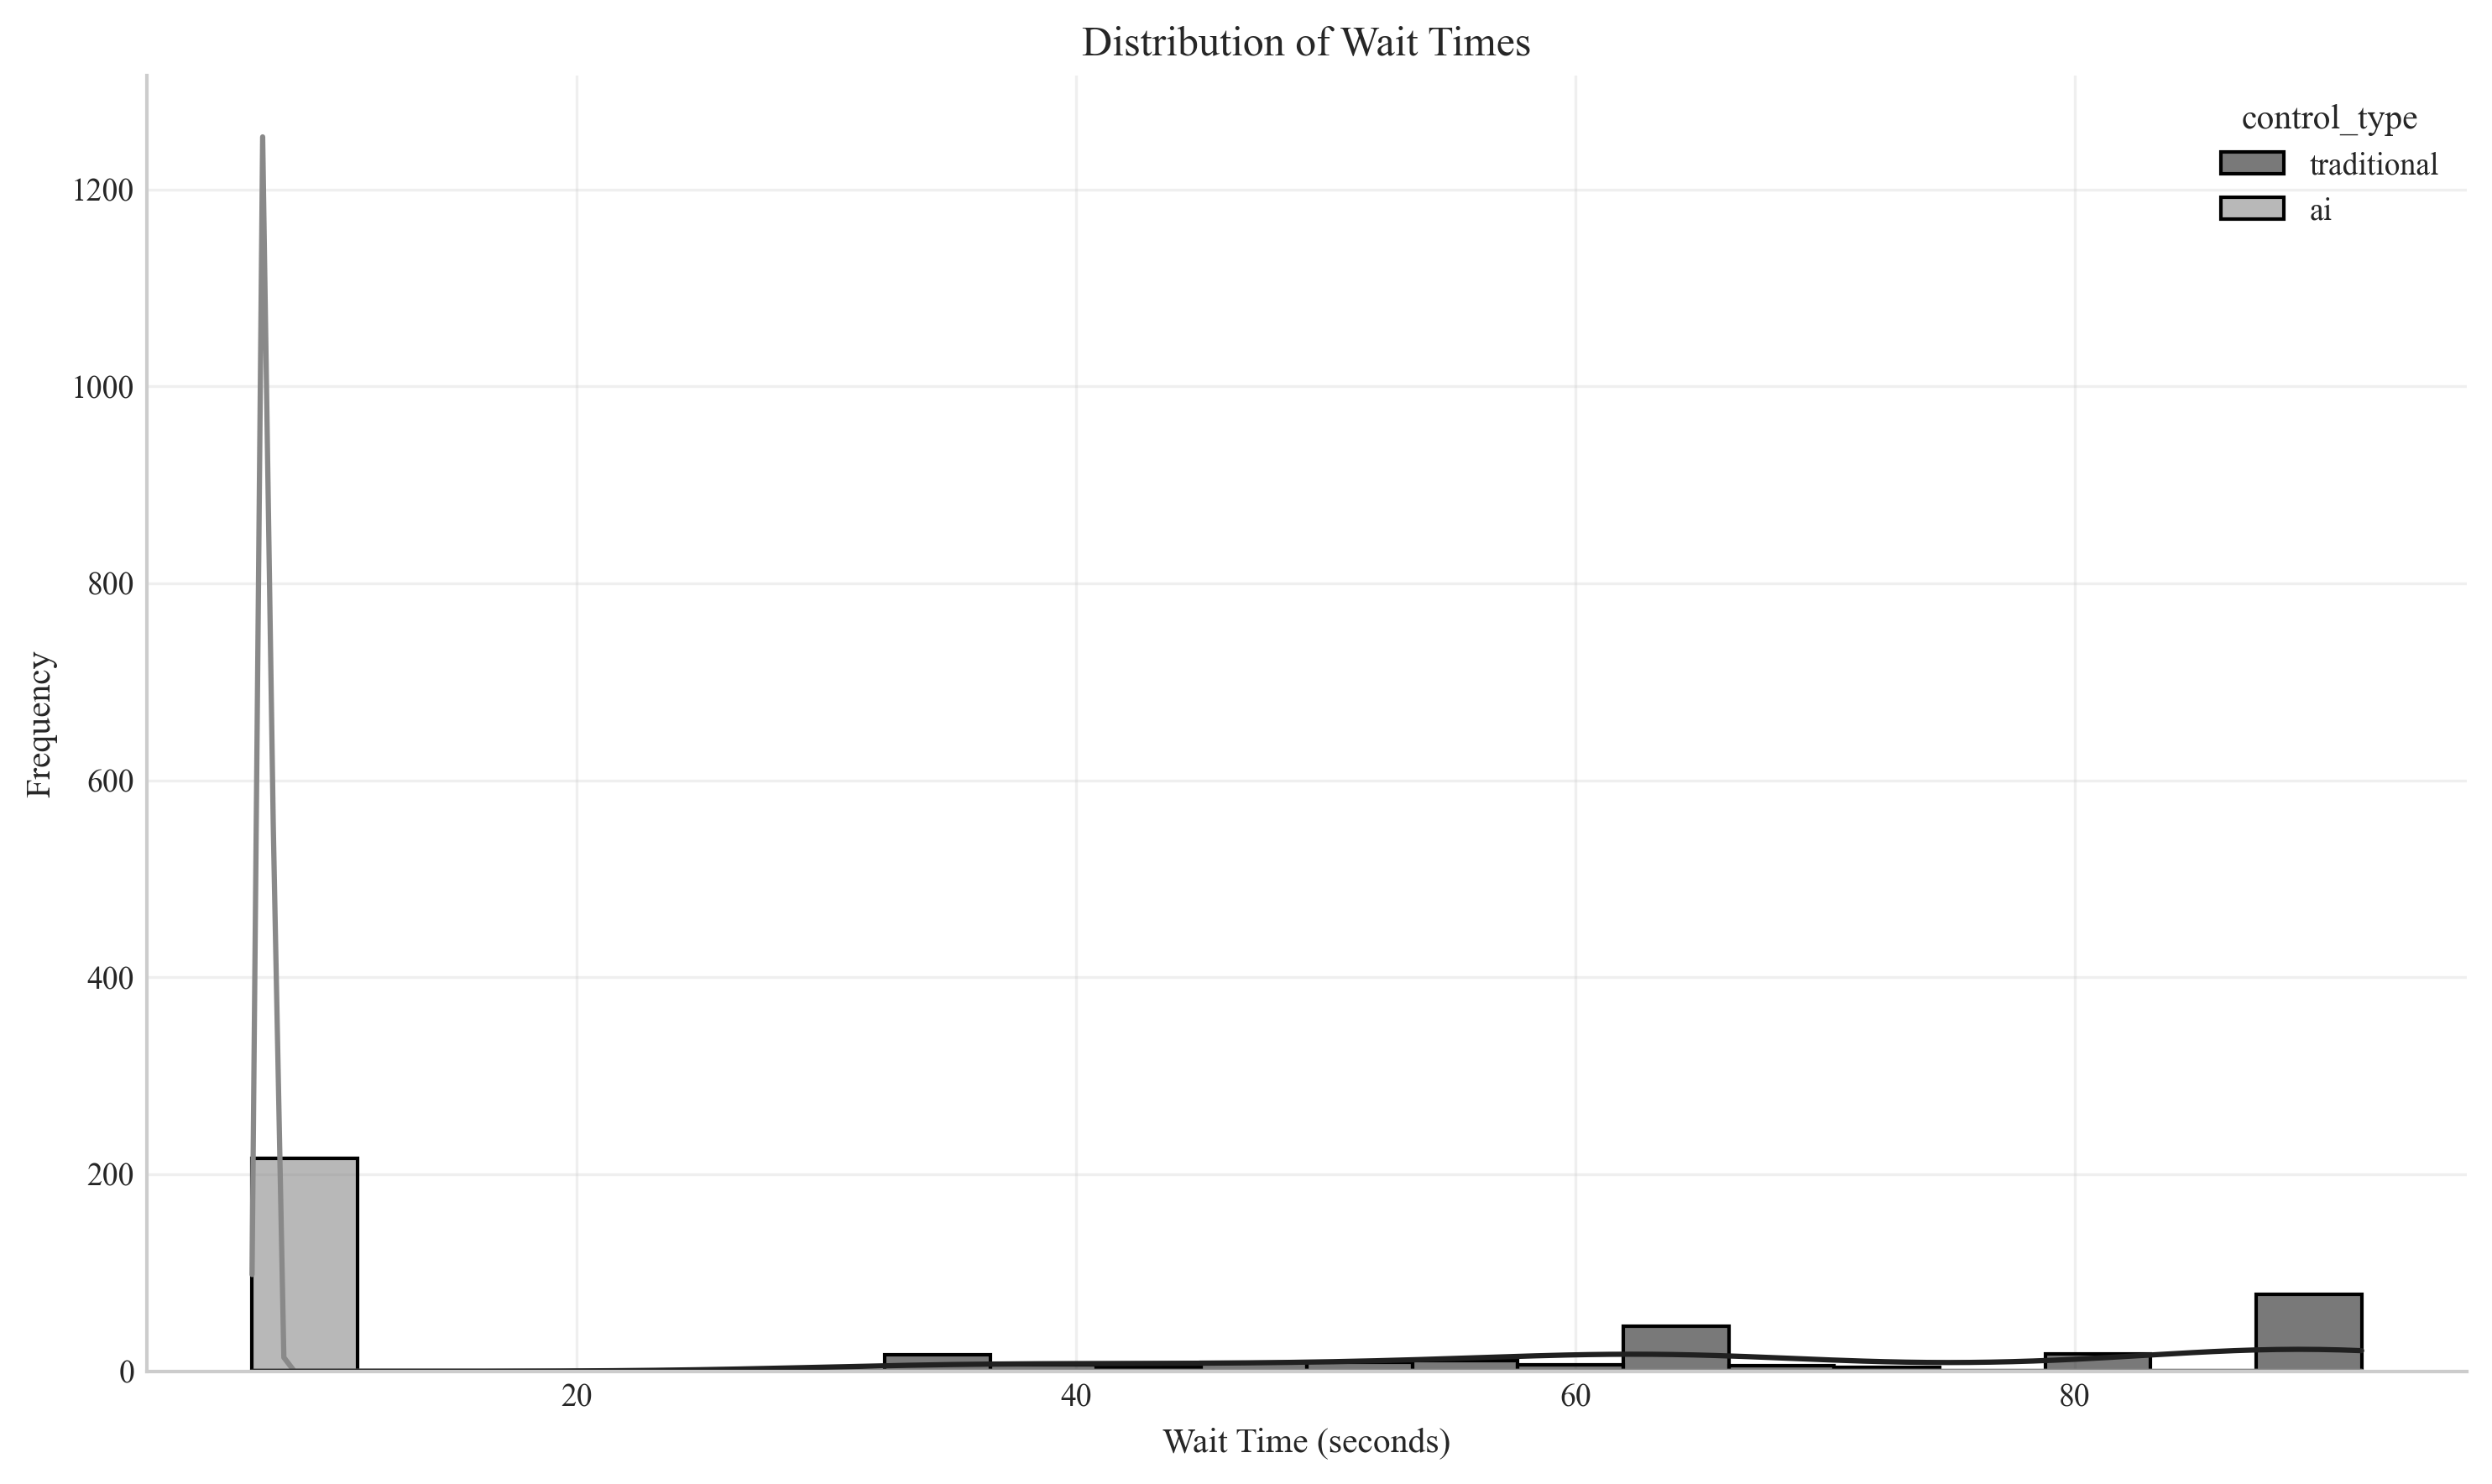 Distribution of Wait Times
control_type
traditional
ai
1200
1000
800
600
400
200
0
Frequency
20 40 60 80
Wait Time (seconds)